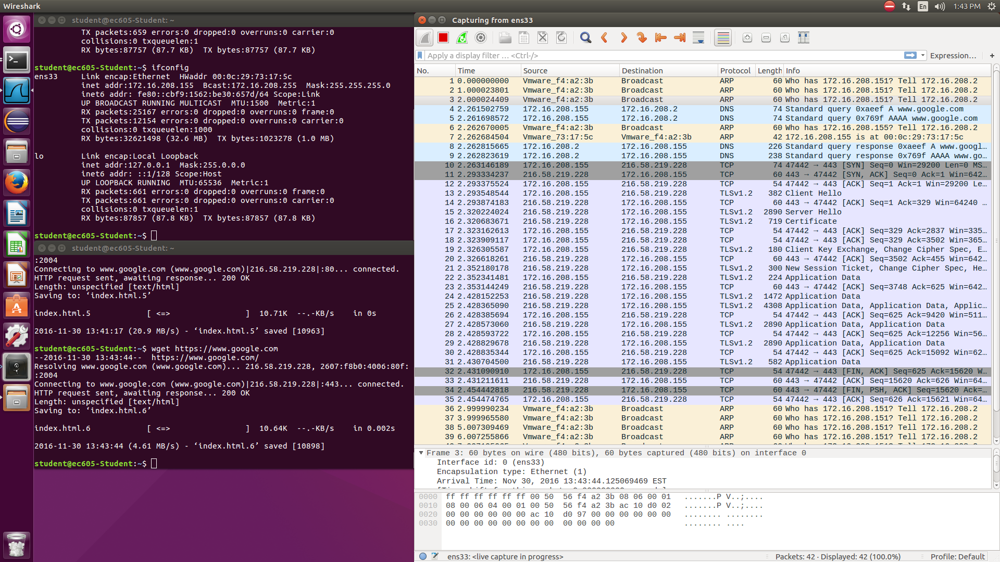 Wireshark
En
1:43 PM
student@ec605-Student: ~
TX packets:659 errors:0 dropped:0 overruns:0 carrier:0
collisions:0 txqueuelen:1
RX bytes:87757 (87.7 KB)  TX bytes:87757 (87.7 KB)
student@ec605-Student:~$ ifconfig
ens33     Link encap:Ethernet  HWaddr 00:0c:29:73:17:5c
inet addr:172.16.208.155  Bcast:172.16.208.255  Mask:255.255.255.0
inet6 addr: fe80::cbf9:1562:be30:657d/64 Scope:Link
UP BROADCAST RUNNING MULTICAST  MTU:1500  Metric:1
RX packets:25167 errors:0 dropped:0 overruns:0 frame:0
TX packets:12154 errors:0 dropped:0 overruns:0 carrier:0
collisions:0 txqueuelen:1000
RX bytes:32621498 (32.6 MB)  TX bytes:1023278 (1.0 MB)
lo        Link encap:Local Loopback
inet addr:127.0.0.1  Mask:255.0.0.0
inet6 addr: ::1/128 Scope:Host
UP LOOPBACK RUNNING  MTU:65536  Metric:1
RX packets:661 errors:0 dropped:0 overruns:0 frame:0
TX packets:661 errors:0 dropped:0 overruns:0 carrier:0
collisions:0 txqueuelen:1
RX bytes:87857 (87.8 KB)  TX bytes:87857 (87.8 KB)
student@ec605-Student:~$
student@ec605-Student: ~
:2004
Connecting to www.google.com (www.google.com)|216.58.219.228|:80... connected.
HTTP request sent, awaiting response... 200 OK
Length: unspecified [text/html]
Saving to: ‘index.html.5’
index.html.5            [ <=>                ]  10.71K  --.-KB/s    in 0s
2016-11-30 13:41:17 (20.9 MB/s) - ‘index.html.5’ saved [10963]
student@ec605-Student:~$ wget https://www.google.com
--2016-11-30 13:43:44--  https://www.google.com/
Resolving www.google.com (www.google.com)... 216.58.219.228, 2607:f8b0:4006:80f:
:2004
Connecting to www.google.com (www.google.com)|216.58.219.228|:443... connected.
HTTP request sent, awaiting response... 200 OK
Length: unspecified [text/html]
Saving to: ‘index.html.6’
index.html.6            [ <=>                ]  10.64K  --.-KB/s    in 0.002s
2016-11-30 13:43:44 (4.61 MB/s) - ‘index.html.6’ saved [10898]
student@ec605-Student:~$
Capturing from ens33
Apply a display filter … <Ctrl-/>
Expression…
+
No. Time Source Destination Protocol Length Info
1 0.000000000 Vmware_f4:a2:3b Broadcast ARP 60 Who has 172.16.208.151? Tell 172.16.208.2
2 1.000023801 Vmware_f4:a2:3b Broadcast ARP 60 Who has 172.16.208.151? Tell 172.16.208.2
3 2.000024409 Vmware_f4:a2:3b Broadcast ARP 60 Who has 172.16.208.151? Tell 172.16.208.2
4 2.261502759 172.16.208.155 172.16.208.2 DNS 74 Standard query 0xaeef A www.google.com
5 2.261698572 172.16.208.155 172.16.208.2 DNS 74 Standard query 0x769f AAAA www.google.com
6 2.262670005 Vmware_f4:a2:3b Broadcast ARP 60 Who has 172.16.208.155? Tell 172.16.208.2
7 2.262684504 Vmware_73:17:5c Vmware_f4:a2:3b ARP 42 172.16.208.155 is at 00:0c:29:73:17:5c
8 2.262815665 172.16.208.2 172.16.208.155 DNS 226 Standard query response 0xaeef A www.googl…
9 2.262823619 172.16.208.2 172.16.208.155 DNS 238 Standard query response 0x769f AAAA www.go…
10 2.263146189 172.16.208.155 216.58.219.228 TCP 74 47442 → 443 [SYN] Seq=0 Win=29200 Len=0 MS…
11 2.293334237 216.58.219.228 172.16.208.155 TCP 60 443 → 47442 [SYN, ACK] Seq=0 Ack=1 Win=642…
12 2.293375524 172.16.208.155 216.58.219.228 TCP 54 47442 → 443 [ACK] Seq=1 Ack=1 Win=29200 Le…
13 2.293548544 172.16.208.155 216.58.219.228 TLSv1.2 382 Client Hello
14 2.293874183 216.58.219.228 172.16.208.155 TCP 60 443 → 47442 [ACK] Seq=1 Ack=329 Win=64240 …
15 2.320224024 216.58.219.228 172.16.208.155 TLSv1.2 2890 Server Hello
16 2.320683671 216.58.219.228 172.16.208.155 TLSv1.2 719 Certificate
17 2.323162613 172.16.208.155 216.58.219.228 TCP 54 47442 → 443 [ACK] Seq=329 Ack=2837 Win=335…
18 2.323909117 172.16.208.155 216.58.219.228 TCP 54 47442 → 443 [ACK] Seq=329 Ack=3502 Win=365…
19 2.326305587 172.16.208.155 216.58.219.228 TLSv1.2 180 Client Key Exchange, Change Cipher Spec, E…
20 2.326618261 216.58.219.228 172.16.208.155 TCP 60 443 → 47442 [ACK] Seq=3502 Ack=455 Win=642…
21 2.352180178 216.58.219.228 172.16.208.155 TLSv1.2 300 New Session Ticket, Change Cipher Spec, He…
22 2.352341481 172.16.208.155 216.58.219.228 TLSv1.2 224 Application Data
23 2.353144249 216.58.219.228 172.16.208.155 TCP 60 443 → 47442 [ACK] Seq=3748 Ack=625 Win=642…
24 2.428152253 216.58.219.228 172.16.208.155 TLSv1.2 1472 Application Data
25 2.428365090 216.58.219.228 172.16.208.155 TLSv1.2 4308 Application Data, Application Data, Applic…
26 2.428385694 172.16.208.155 216.58.219.228 TCP 54 47442 → 443 [ACK] Seq=625 Ack=9420 Win=511…
27 2.428573060 216.58.219.228 172.16.208.155 TLSv1.2 2890 Application Data, Application Data
28 2.428593722 172.16.208.155 216.58.219.228 TCP 54 47442 → 443 [ACK] Seq=625 Ack=12256 Win=56…
29 2.428829678 216.58.219.228 172.16.208.155 TLSv1.2 2890 Application Data, Application Data
30 2.428835344 172.16.208.155 216.58.219.228 TCP 54 47442 → 443 [ACK] Seq=625 Ack=15092 Win=62…
31 2.430704500 216.58.219.228 172.16.208.155 TLSv1.2 582 Application Data
32 2.431090910 172.16.208.155 216.58.219.228 TCP 54 47442 → 443 [FIN, ACK] Seq=625 Ack=15620 W…
33 2.431211611 216.58.219.228 172.16.208.155 TCP 60 443 → 47442 [ACK] Seq=15620 Ack=626 Win=64…
34 2.454442818 216.58.219.228 172.16.208.155 TCP 60 443 → 47442 [FIN, PSH, ACK] Seq=15620 Ack=…
35 2.454474765 172.16.208.155 216.58.219.228 TCP 54 47442 → 443 [ACK] Seq=626 Ack=15621 Win=64…
36 2.999990234 Vmware_f4:a2:3b Broadcast ARP 60 Who has 172.16.208.151? Tell 172.16.208.2
37 3.999965580 Vmware_f4:a2:3b Broadcast ARP 60 Who has 172.16.208.151? Tell 172.16.208.2
38 5.007309469 Vmware_f4:a2:3b Broadcast ARP 60 Who has 172.16.208.151? Tell 172.16.208.2
39 6.007255866 Vmware_f4:a2:3b Broadcast ARP 60 Who has 172.16.208.151? Tell 172.16.208.2
Frame 3: 60 bytes on wire (480 bits), 60 bytes captured (480 bits) on interface 0
Interface id: 0 (ens33)
Encapsulation type: Ethernet (1)
Arrival Time: Nov 30, 2016 13:43:44.125069469 EST
0000  ff ff ff ff ff ff 00 50  56 f4 a2 3b 08 06 00 01   .......P V..;....
0010  08 00 06 04 00 01 00 50  56 f4 a2 3b ac 10 d0 02   .......P V..;....
0020  00 00 00 00 00 00 ac 10  d0 97 00 00 00 00 00 00   ........ ........
0030  00 00 00 00 00 00 00 00  00 00 00 00               ........ ....
ens33: <live capture in progress>
Packets: 42 · Displayed: 42 (100.0%)
Profile: Default